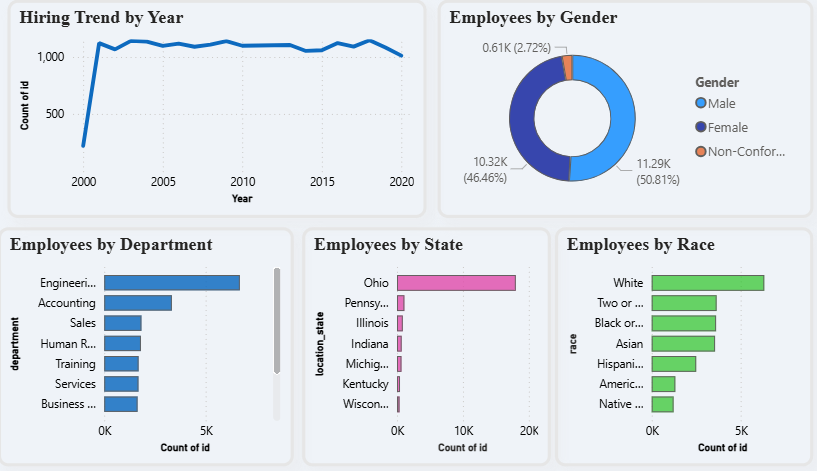 Hiring Trend by Year
1,000
500
Count of id
2000 2005 2010 2015 2020
Year
Employees by Gender
0.61K (2.72%)
10.32K
(46.46%)
11.29K
(50.81%)
Gender
Male
Female
Non-Confor...
Employees by Department
department
Engineeri...
Accounting
Sales
Human R...
Training
Services
Business ...
0K 5K
Count of id
Employees by State
location_state
Ohio
Pennsy...
Illinois
Indiana
Michig...
Kentucky
Wiscon...
0K 10K 20K
Count of id
Employees by Race
race
White
Two or ...
Black or...
Asian
Hispani...
Americ...
Native ...
0K 5K
Count of id